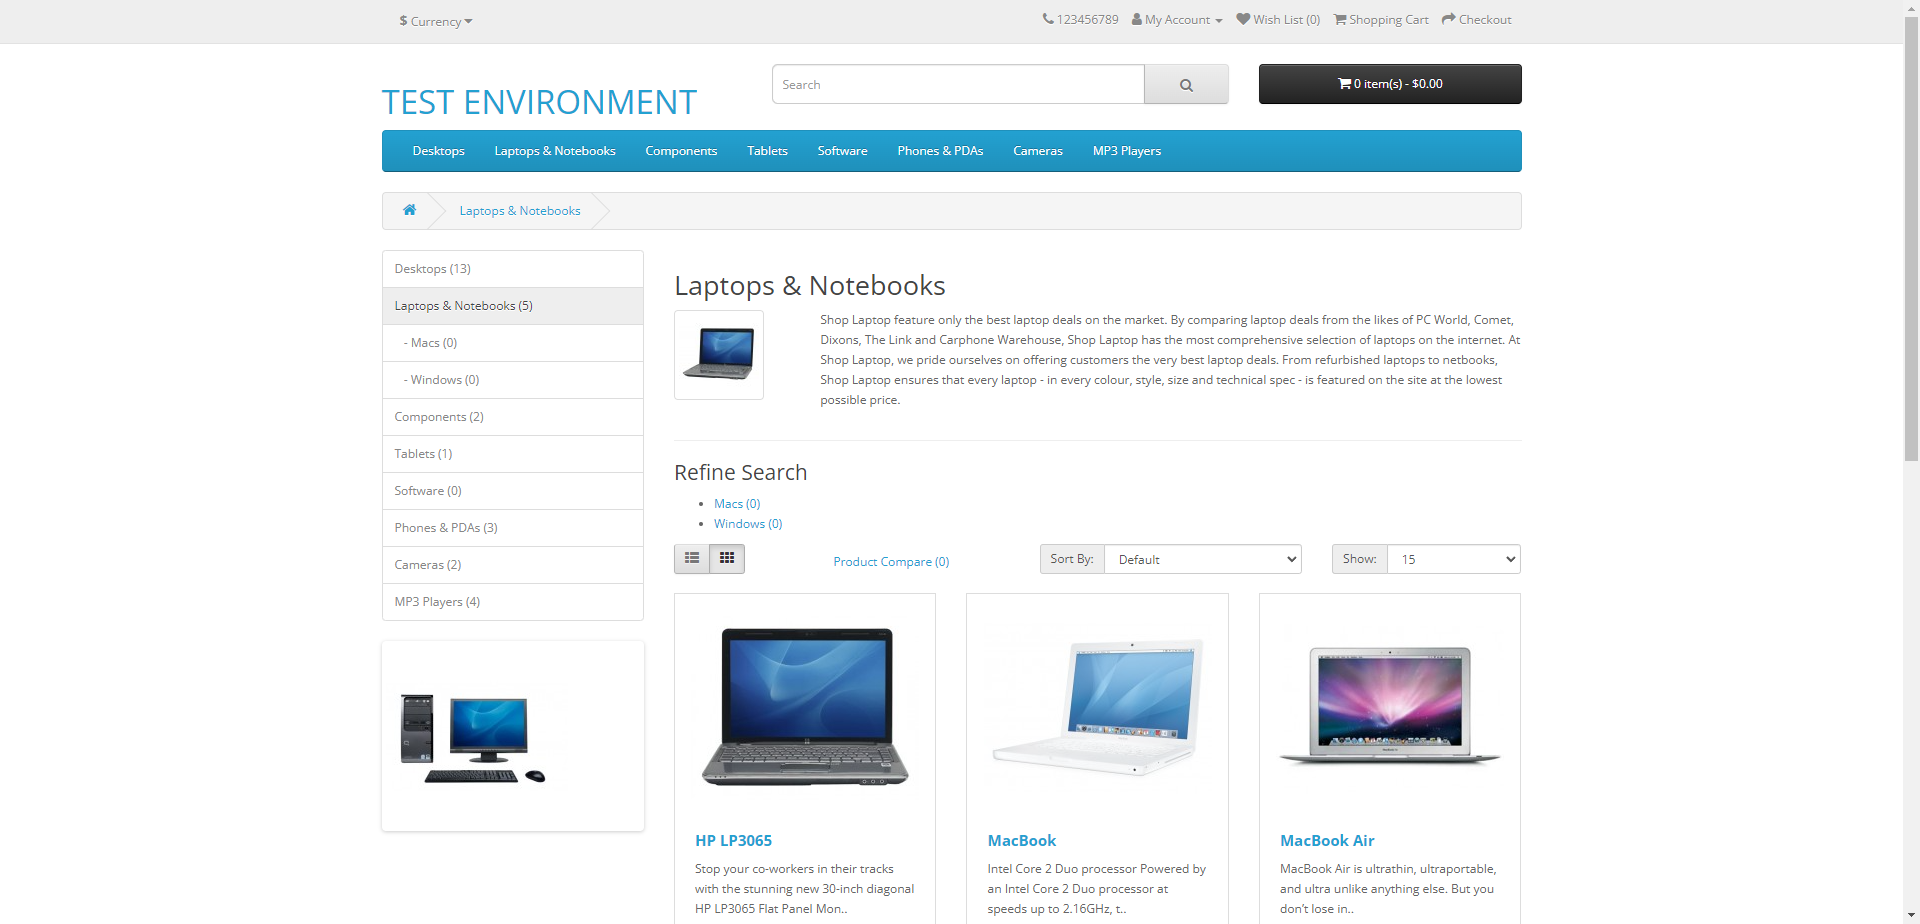 $ Currency
123456789 My Account Wish List (0) Shopping Cart Checkout
TEST ENVIRONMENT
Search
0 item(s) - $0.00
Desktops Laptops & Notebooks Components Tablets Software Phones & PDAs Cameras MP3 Players
Laptops & Notebooks
Desktops (13)
Laptops & Notebooks (5)
- Macs (0)
- Windows (0)
Components (2)
Tablets (1)
Software (0)
Phones & PDAs (3)
Cameras (2)
MP3 Players (4)
Laptops & Notebooks
Shop Laptop feature only the best laptop deals on the market. By comparing laptop deals from the likes of PC World, Comet,
Dixons, The Link and Carphone Warehouse, Shop Laptop has the most comprehensive selection of laptops on the internet. At
Shop Laptop, we pride ourselves on offering customers the very best laptop deals. From refurbished laptops to netbooks,
Shop Laptop ensures that every laptop - in every colour, style, size and technical spec - is featured on the site at the lowest
possible price.
Refine Search
Macs (0)
Windows (0)
Product Compare (0)
Sort By: Default
Show: 15
HP LP3065
Stop your co-workers in their tracks
with the stunning new 30-inch diagonal
HP LP3065 Flat Panel Mon..
MacBook
Intel Core 2 Duo processor Powered by
an Intel Core 2 Duo processor at
speeds up to 2.16GHz, t..
MacBook Air
MacBook Air is ultrathin, ultraportable,
and ultra unlike anything else. But you
don’t lose in..